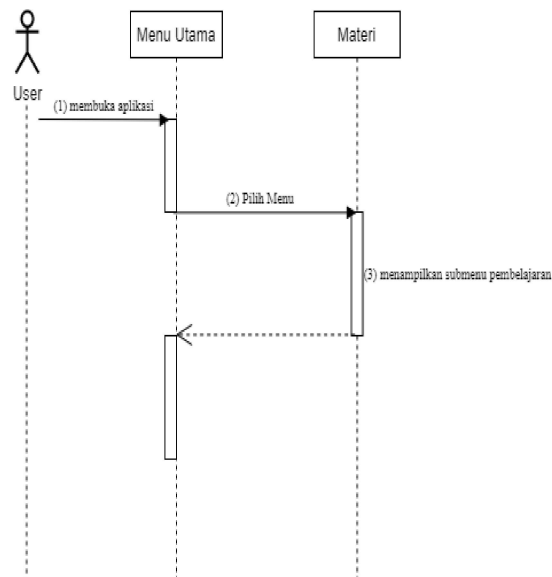 Menu Utama
Materi
User
(1) membuka aplikasi
(2) Pilih Menu
(3) menampilkan submenu pembelajaran